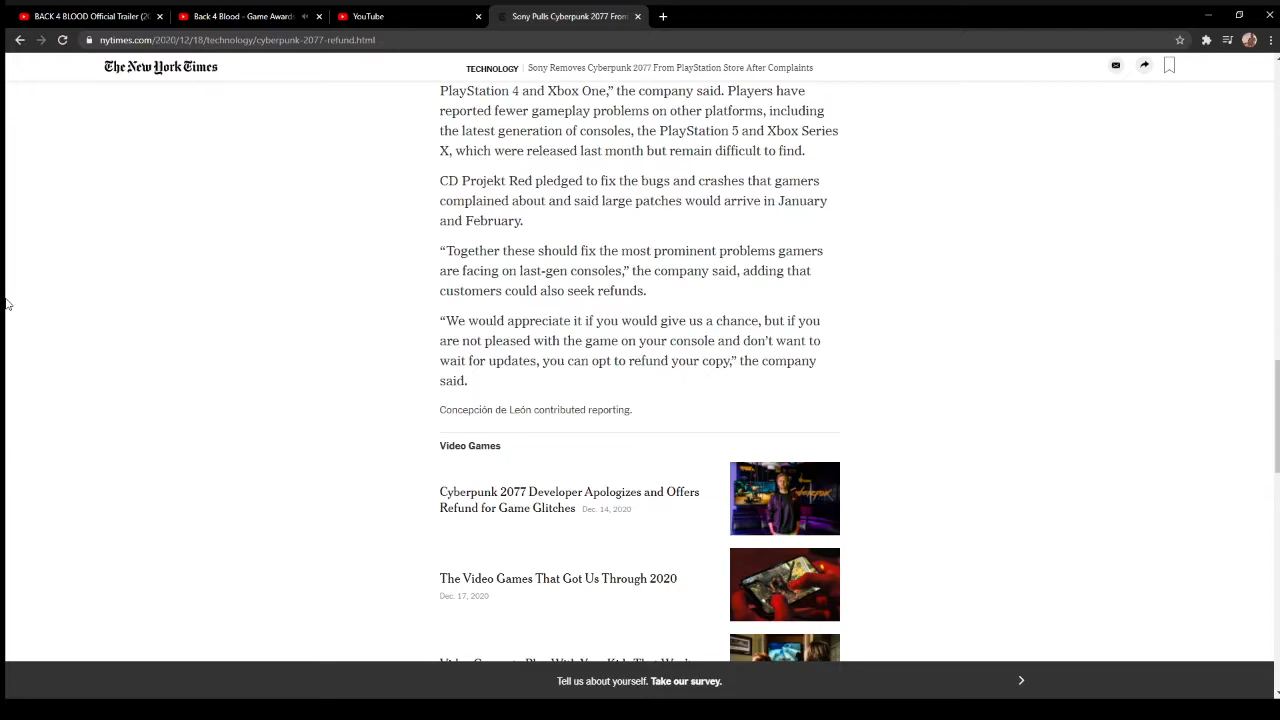 BACK 4 BLOOD Official Trailer (20
Back 4 Blood - Game Awards
YouTube
Sony Pulls Cyberpunk 2077 From
nytimes.com/2020/12/18/technology/cyberpunk-2077-refund.html
The New York Times
TECHNOLOGY | Sony Removes Cyberpunk 2077 From PlayStation Store After Complaints
PlayStation 4 and Xbox One,” the company said. Players have
reported fewer gameplay problems on other platforms, including
the latest generation of consoles, the PlayStation 5 and Xbox Series
X, which were released last month but remain difficult to find.
CD Projekt Red pledged to fix the bugs and crashes that gamers
complained about and said large patches would arrive in January
and February.
“Together these should fix the most prominent problems gamers
are facing on last-gen consoles,” the company said, adding that
customers could also seek refunds.
“We would appreciate it if you would give us a chance, but if you
are not pleased with the game on your console and don’t want to
wait for updates, you can opt to refund your copy,” the company
said.
Concepción de León contributed reporting.
Video Games
Cyberpunk 2077 Developer Apologizes and Offers
Refund for Game Glitches Dec. 14, 2020
The Video Games That Got Us Through 2020
Dec. 17, 2020
Tell us about yourself. Take our survey.